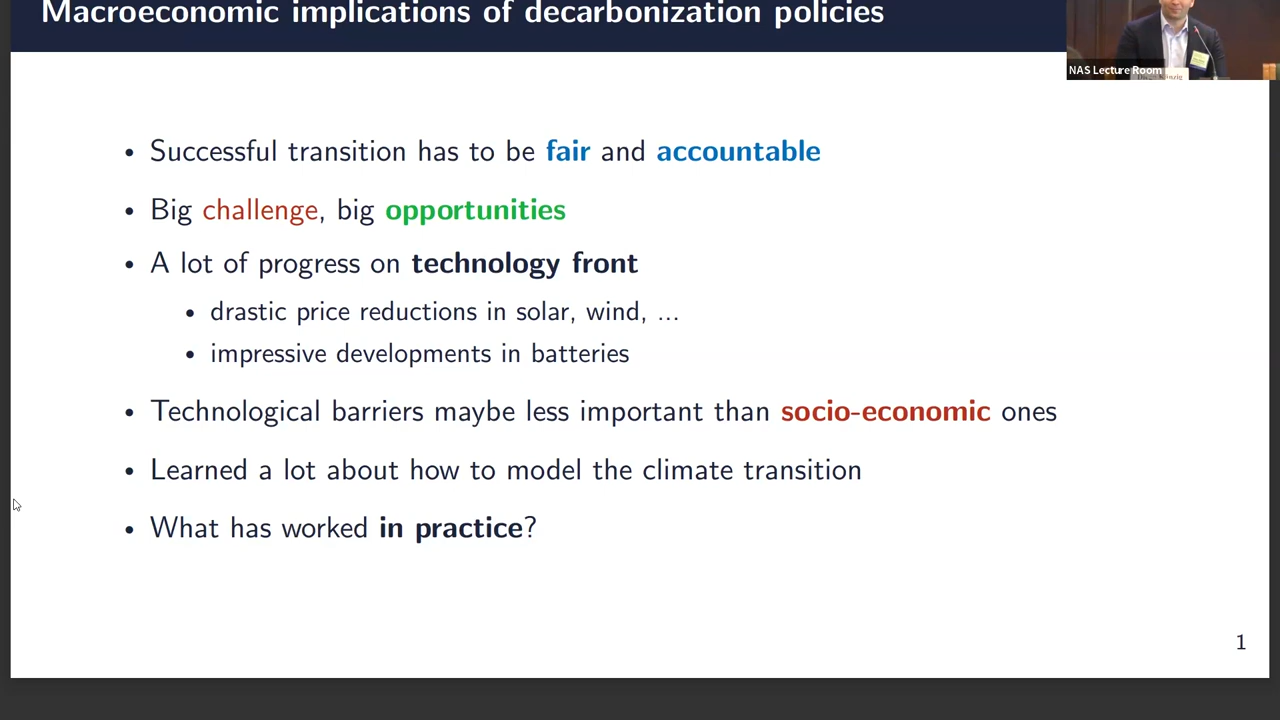 Macroeconomic implications of decarbonization policies
NAS Lecture Room
• Successful transition has to be fair and accountable
• Big challenge, big opportunities
• A lot of progress on technology front
• drastic price reductions in solar, wind, ...
• impressive developments in batteries
• Technological barriers maybe less important than socio-economic ones
• Learned a lot about how to model the climate transition
• What has worked in practice?
1